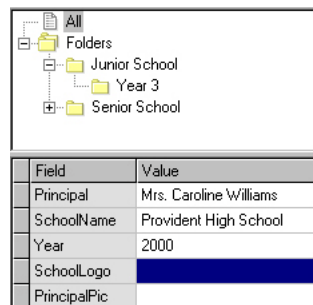 All
Folders
Junior School
Year 3
Senior School
Field Value
Principal Mrs. Caroline Williams
SchoolName Provident High School
Year 2000
SchoolLogo
PrincipalPic